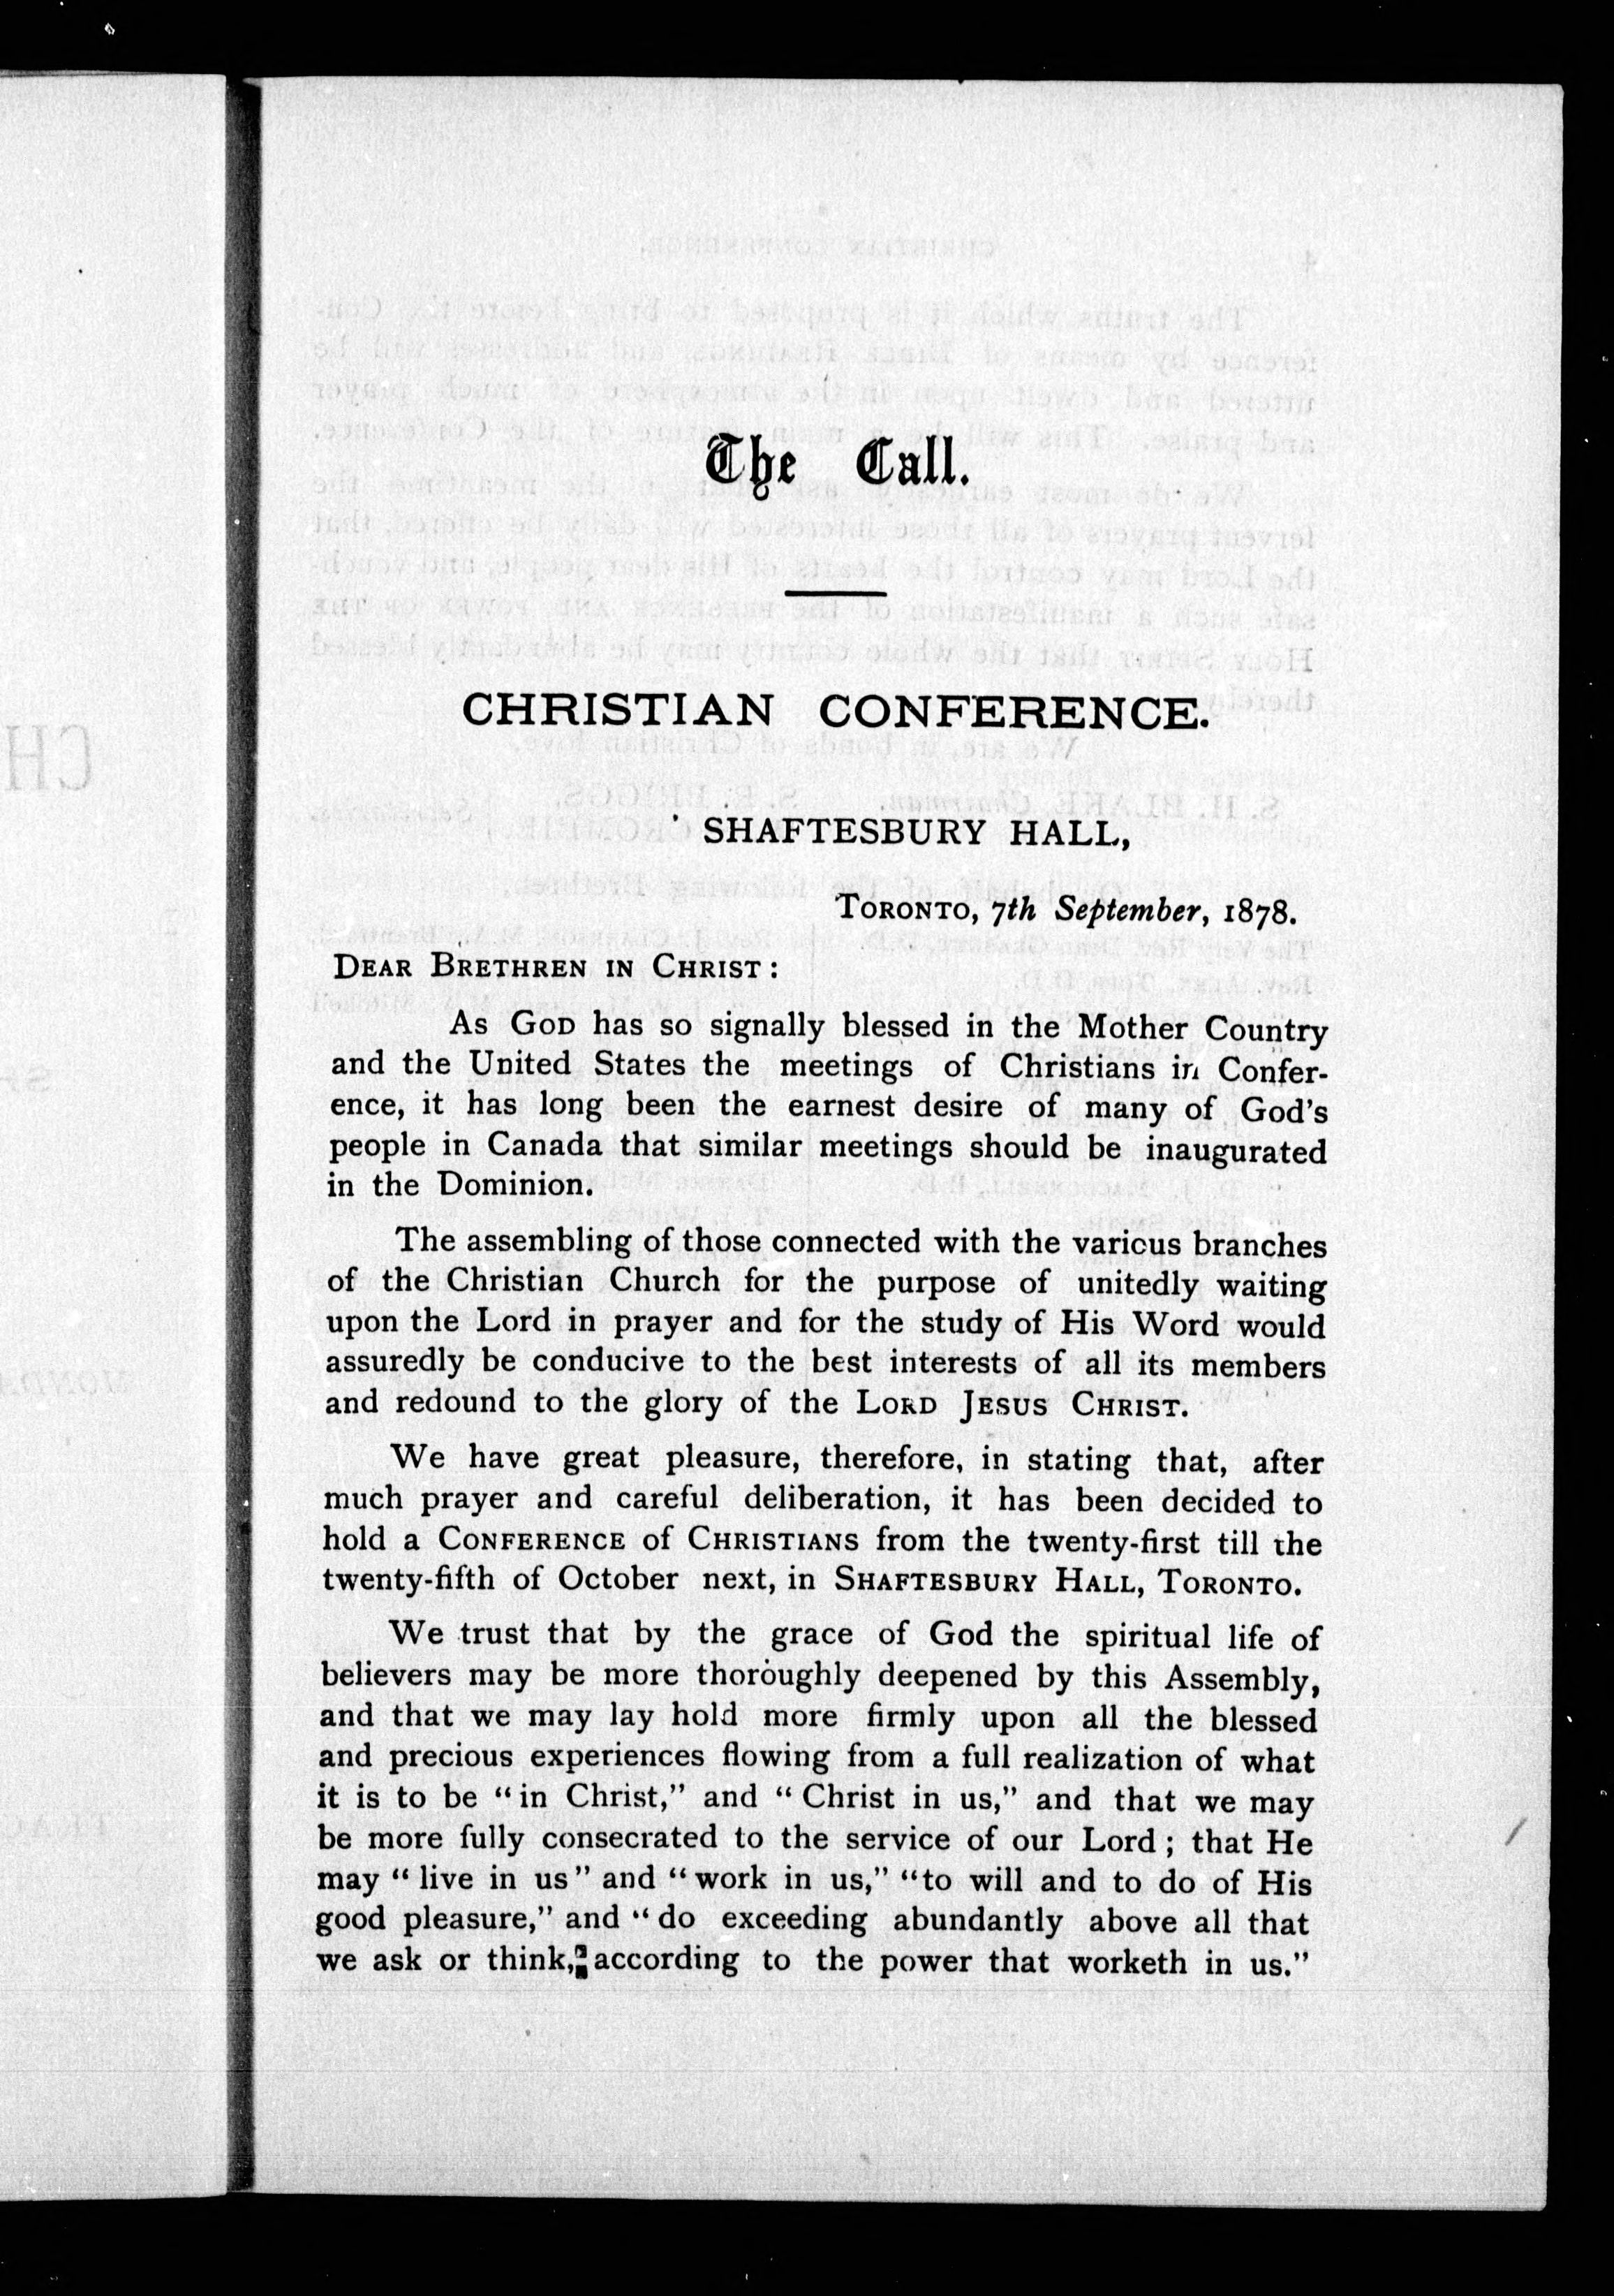 The Call.
CHRISTIAN CONFERENCE.
SHAFTESBURY HALL,
TORONTO, 7th September, 1878.
DEAR BRETHREN IN CHRIST:
As GOD has so signally blessed in the Mother Country
and the United States the meetings of Christians in Confer-
ence, it has long been the earnest desire of many of God's
people in Canada that similar meetings should be inaugurated
in the Dominion.
The assembling of those connected with the various branches
of the Christian Church for the purpose of unitedly waiting
upon the Lord in prayer and for the study of His Word would
assuredly be conducive to the best interests of all its members
and redound to the glory of the LORD JESUS CHRIST.
We have great pleasure, therefore, in stating that, after
much prayer and careful deliberation, it has been decided to
hold a CONFERENCE of CHRISTIANS from the twenty-first till the
twenty-fifth of October next, in SHAFTESBURY HALL, TORONTO.
We trust that by the grace of God the spiritual life of
believers may be more thoroughly deepened by this Assembly,
and that we may lay hold more firmly upon all the blessed
and precious experiences flowing from a full realization of what
it is to be "in Christ," and "Christ in us," and that we may
be more fully consecrated to the service of our Lord; that He
may "live in us" and "work in us," "to will and to do of His
good pleasure," and "do exceeding abundantly above all that
we ask or think, according to the power that worketh in us."